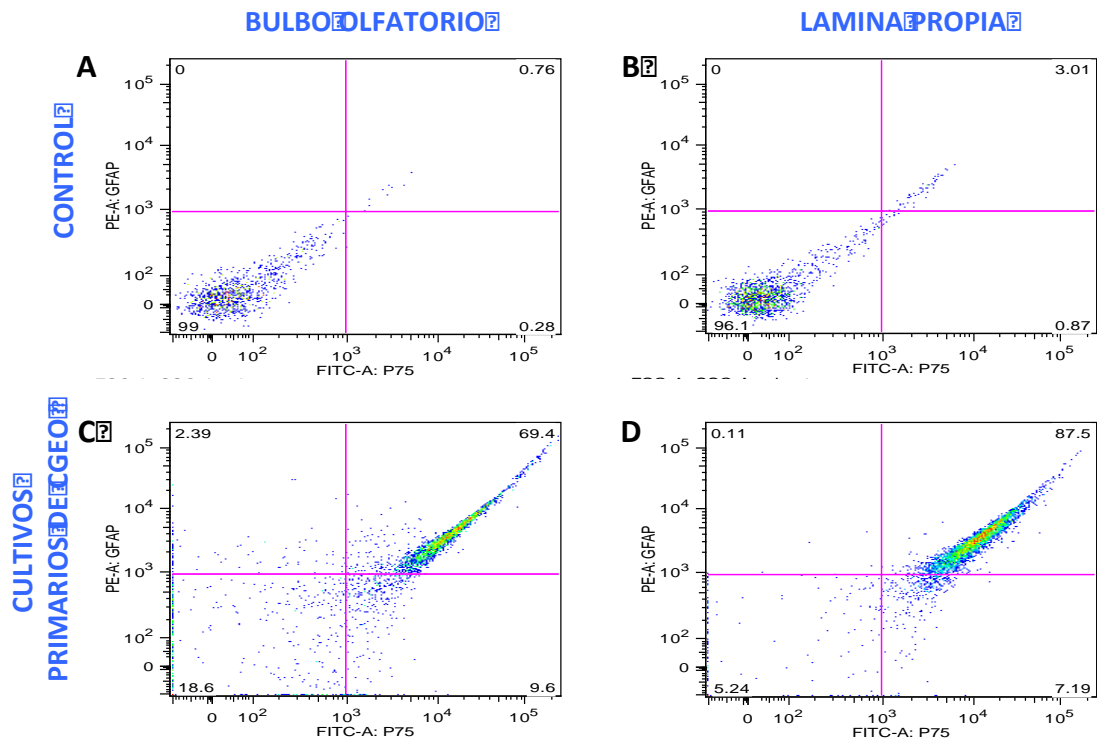 BULBO OLFATORIO
LAMINA PROPIA
CONTROL
CULTIVOS
PRIMARIOS DE CGEO
A
0
0.76
99
0.28
10⁵
10⁴
10³
10²
0
PE-A: GFAP
0 10² 10³ 10⁴ 10⁵
FITC-A: P75
B
0
3.01
96.1
0.87
10⁵
10⁴
10³
10²
0
PE-A: GFAP
0 10² 10³ 10⁴ 10⁵
FITC-A: P75
C
2.39
69.4
18.6
9.6
10⁵
10⁴
10³
10²
0
PE-A: GFAP
0 10² 10³ 10⁴ 10⁵
FITC-A: P75
D
0.11
87.5
5.24
7.19
10⁵
10⁴
10³
10²
0
PE-A: GFAP
0 10² 10³ 10⁴ 10⁵
FITC-A: P75